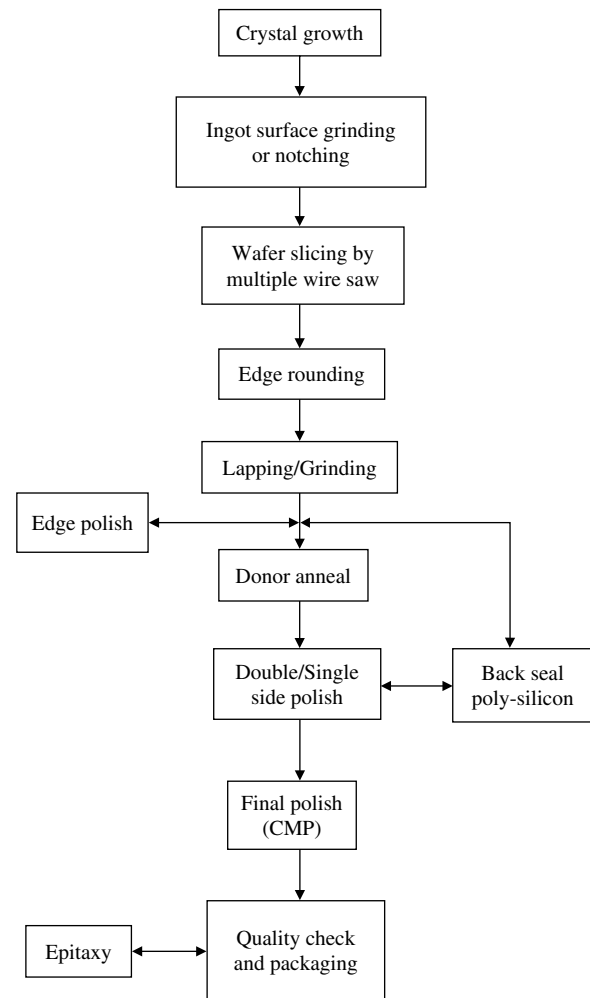 Crystal growth
Ingot surface grinding
or notching
Wafer slicing by
multiple wire saw
Edge rounding
Lapping/Grinding
Edge polish
Donor anneal
Double/Single
side polish
Back seal
poly-silicon
Final polish
(CMP)
Epitaxy
Quality check
and packaging